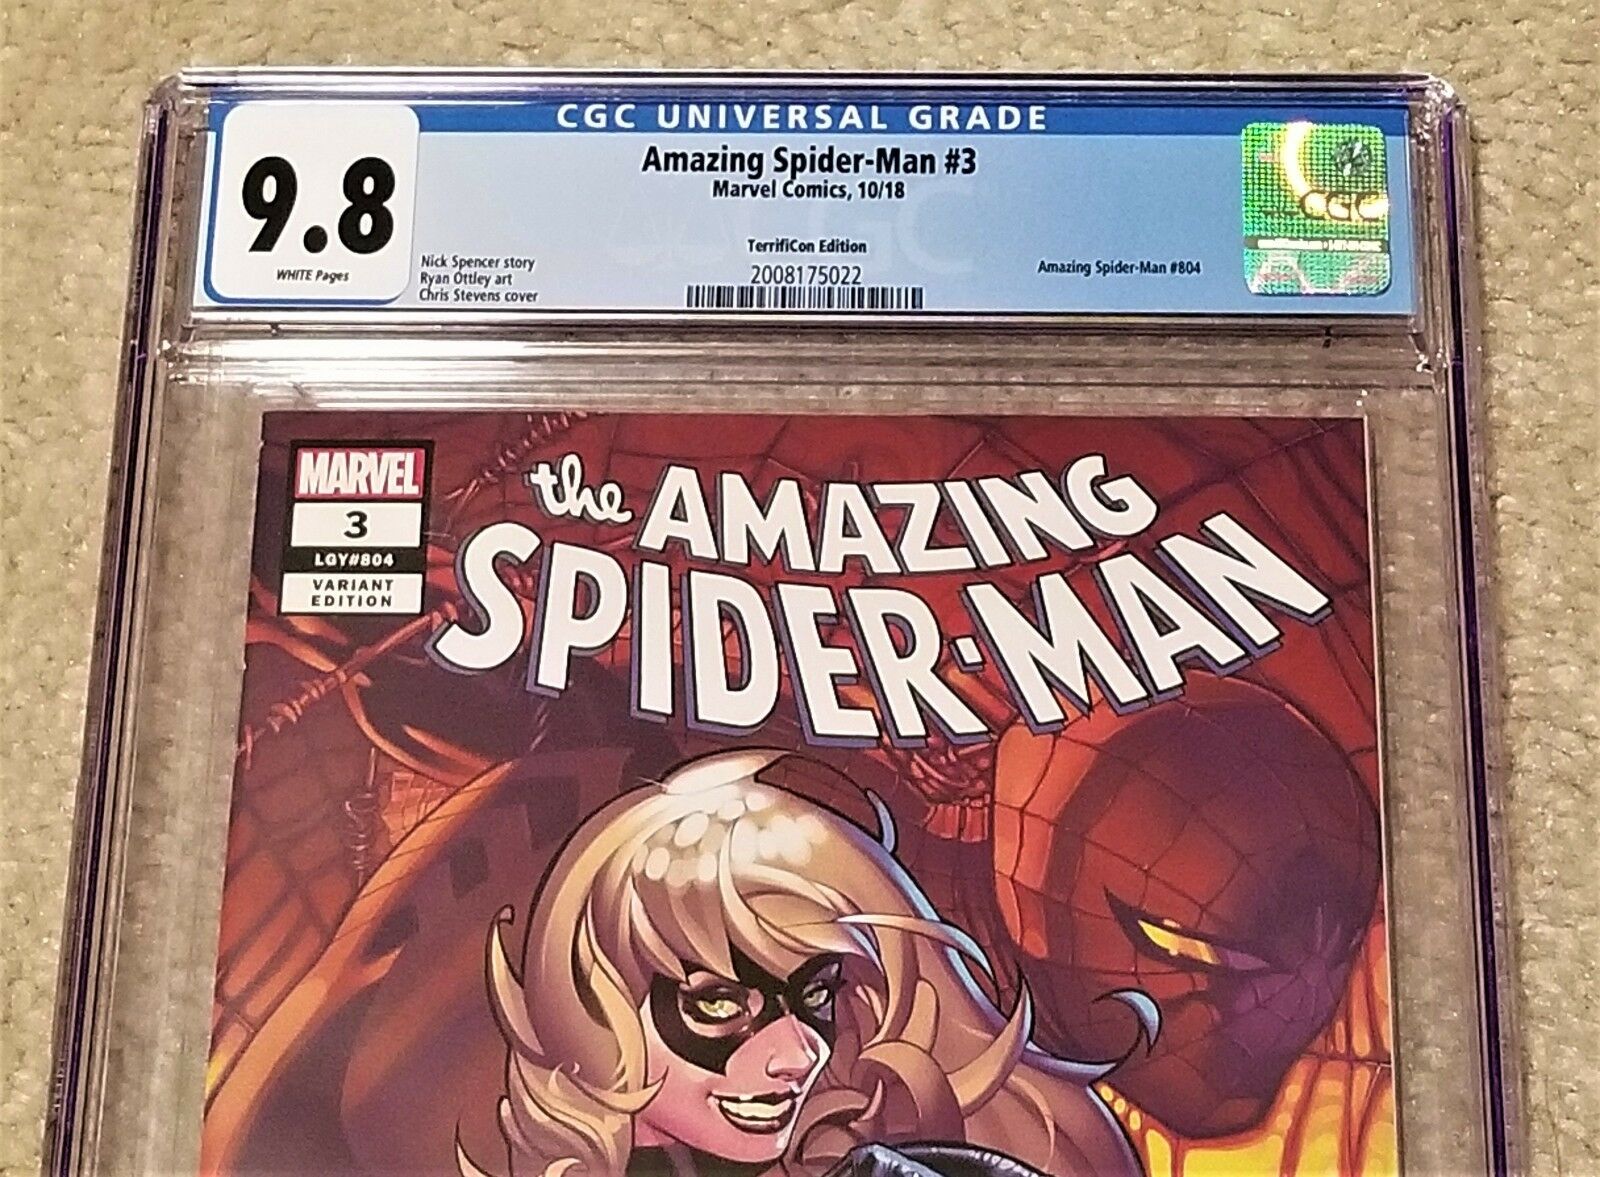 CGC UNIVERSAL GRADE
9.8
WHITE Pages
Amazing Spider-Man #3
Marvel Comics, 10/18
TerrifiCon Edition
2008175022
Nick Spencer story
Ryan Ottley art
Chris Stevens cover
Amazing Spider-Man #804
CGC
MARVEL
3
LGY#804
VARIANT
EDITION
the AMAZING
SPIDER-MAN